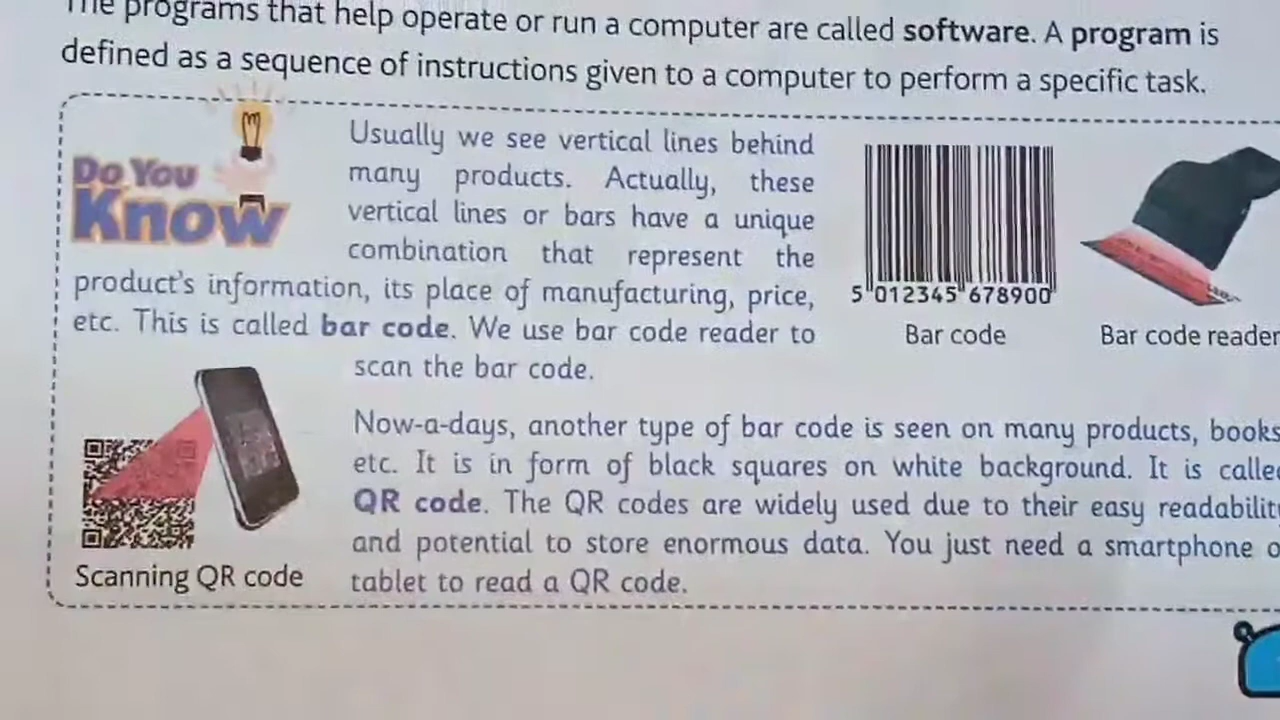 The programs that help operate or run a computer are called software. A program is
defined as a sequence of instructions given to a computer to perform a specific task.
Do You
Know
Usually we see vertical lines behind
many products. Actually, these
vertical lines or bars have a unique
combination that represent the
product's information, its place of manufacturing, price,
etc. This is called bar code. We use bar code reader to
scan the bar code.
5 012345 678900
Bar code
Bar code reader
Now-a-days, another type of bar code is seen on many products, books
etc. It is in form of black squares on white background. It is calle
QR code. The QR codes are widely used due to their easy readabilit
and potential to store enormous data. You just need a smartphone o
tablet to read a QR code.
Scanning QR code